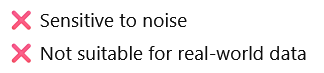 ❌ Sensitive to noise
❌ Not suitable for real-world data